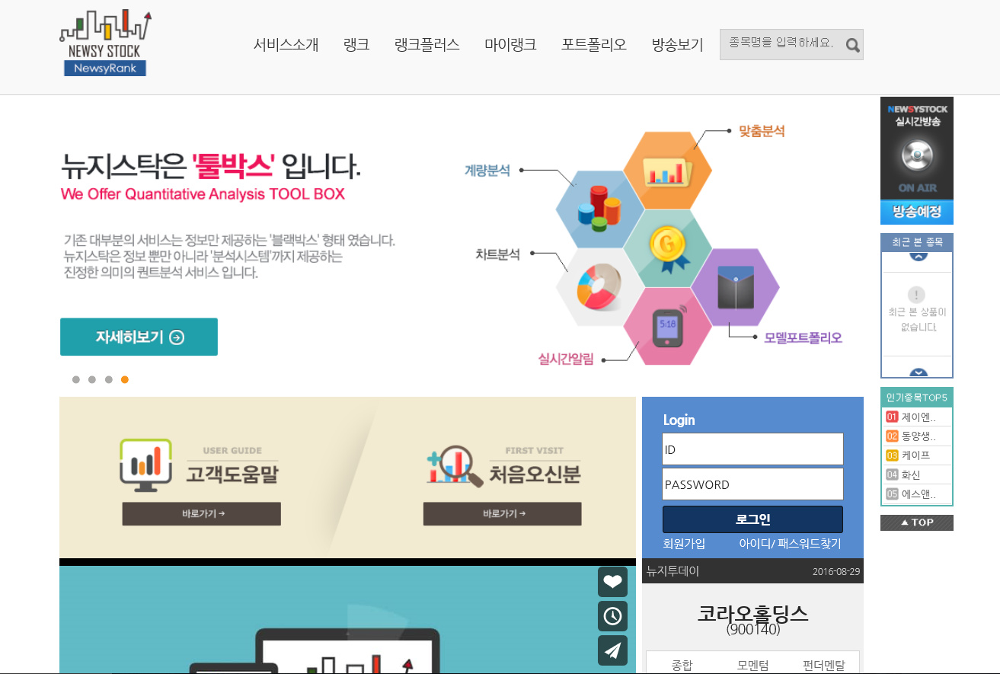 NEWSY STOCK
NewsyRank
서비스소개
랭크
랭크플러스
마이랭크
포트폴리오
방송보기
종목명을 입력하세요.
뉴지스탁은 '툴박스' 입니다.
We Offer Quantitative Analysis TOOL BOX
기존 대부분의 서비스는 정보만 제공하는 '블랙박스' 형태 였습니다.
뉴지스탁은 정보 뿐만 아니라 '분석시스템'까지 제공하는
진정한 의미의 퀀트분석 서비스 입니다.
자세히보기
맞춤분석
계량분석
차트분석
G
5:18
모델포트폴리오
실시간알림
NEWSYSTOCK
실시간방송
ON AIR
방송예정
최근 본 종목
!
최근 본 상품이
없습니다.
인기종목TOP5
01 제이엔..
02 동양생..
03 케이프
04 화신
05 에스앤..
▲ TOP
USER GUIDE
고객도움말
바로가기 →
FIRST VISIT
처음오신분
바로가기 →
Login
ID
PASSWORD
로그인
회원가입
아이디/ 패스워드찾기
뉴지투데이
2016-08-29
코라오홀딩스
(900140)
종합
모멘텀
펀더멘탈